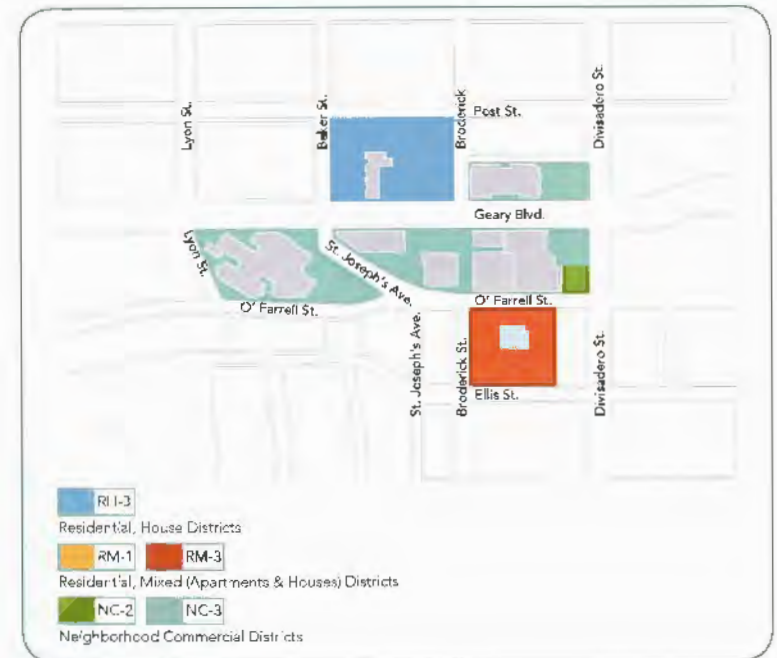 Lyon St.
Baker St.
Broderick
Post St.
Divisadero St.
Geary Blvd.
Lyon St.
St. Joseph's Ave.
O' Farrell St.
O' Farrell St.
St. Joseph's Ave.
Broderick St.
Ellis St.
Divisadero St.
RH-3
Residential, House Districts
RM-1 RM-3
Residential, Mixed (Apartments & Houses) Districts
NC-2 NC-3
Neighborhood Commercial Districts